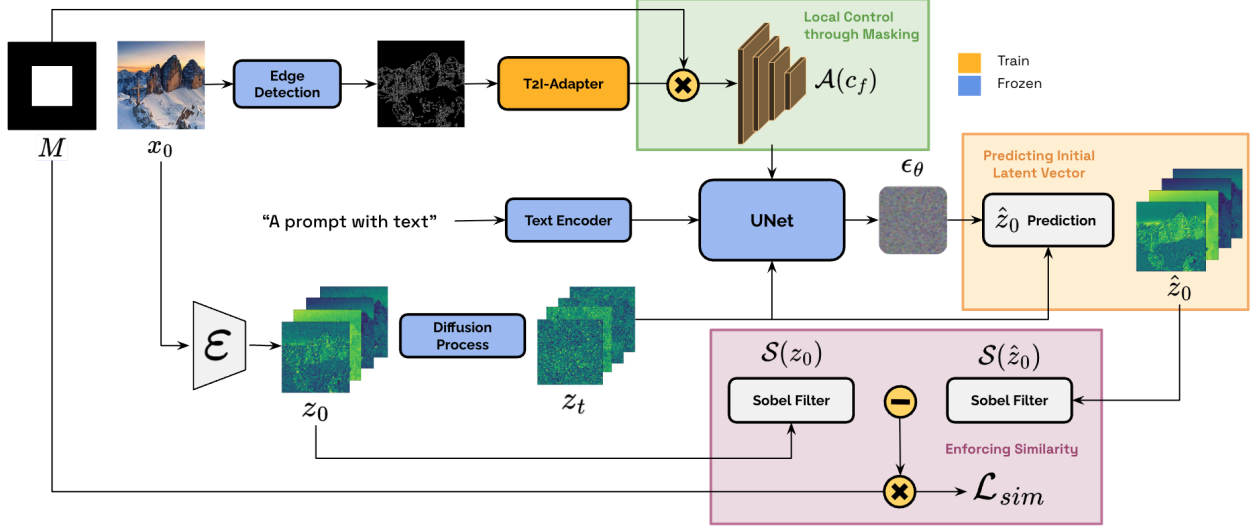 Local Control
through Masking
Edge
Detection
T2I-Adapter
𝒜(c_f)
Train
Frozen
M
x_0
Predicting Initial
Latent Vector
ϵ_θ
"A prompt with text"
Text Encoder
UNet
ẑ_0 Prediction
ẑ_0
ℰ
Diffusion
Process
z_0
z_t
𝒮(z_0)
𝒮(ẑ_0)
Sobel Filter
Sobel Filter
Enforcing Similarity
ℒ_sim